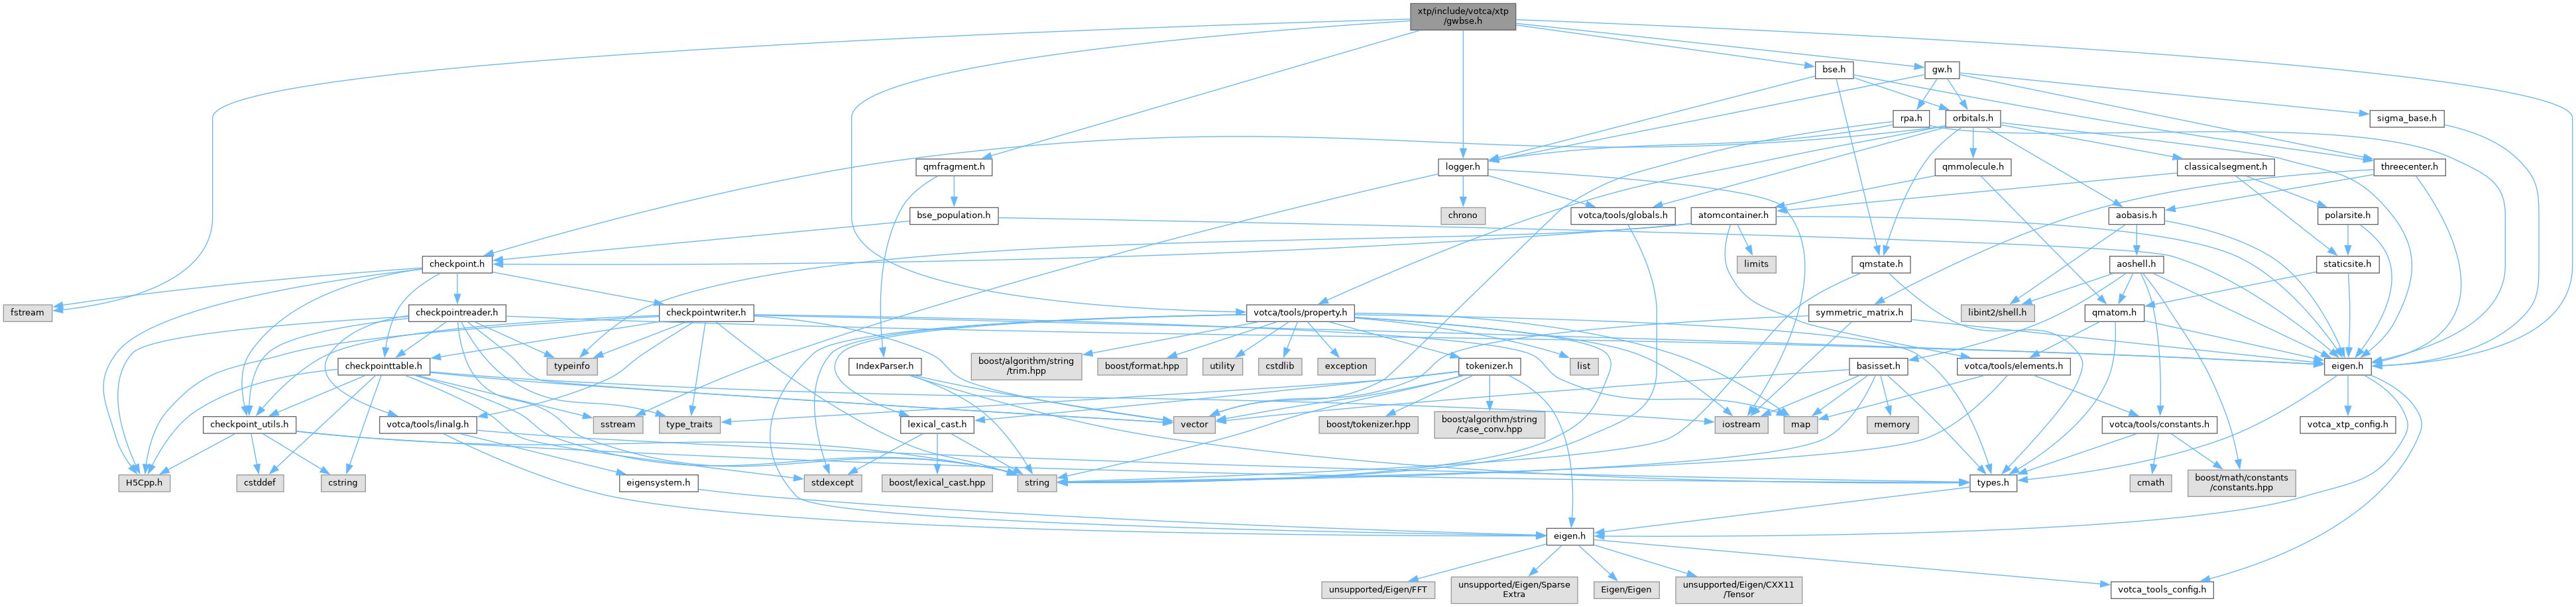 xtp/include/votca/xtp
/gwbse.h
bse.h
gw.h
rpa.h
orbitals.h
sigma_base.h
qmfragment.h
logger.h
qmmolecule.h
classicalsegment.h
threecenter.h
bse_population.h
chrono
votca/tools/globals.h
atomcontainer.h
aobasis.h
polarsite.h
checkpoint.h
limits
qmstate.h
aoshell.h
staticsite.h
fstream
checkpointreader.h
checkpointwriter.h
votca/tools/property.h
libint2/shell.h
symmetric_matrix.h
qmatom.h
checkpointtable.h
typeinfo
IndexParser.h
boost/algorithm/string
/trim.hpp
boost/format.hpp
utility
cstdlib
exception
tokenizer.h
list
basisset.h
votca/tools/elements.h
eigen.h
checkpoint_utils.h
votca/tools/linalg.h
sstream
type_traits
lexical_cast.h
vector
boost/tokenizer.hpp
boost/algorithm/string
/case_conv.hpp
iostream
map
memory
votca/tools/constants.h
votca_xtp_config.h
H5Cpp.h
cstddef
cstring
eigensystem.h
stdexcept
boost/lexical_cast.hpp
string
types.h
cmath
boost/math/constants
/constants.hpp
eigen.h
unsupported/Eigen/FFT
unsupported/Eigen/Sparse
Extra
Eigen/Eigen
unsupported/Eigen/CXX11
/Tensor
votca_tools_config.h